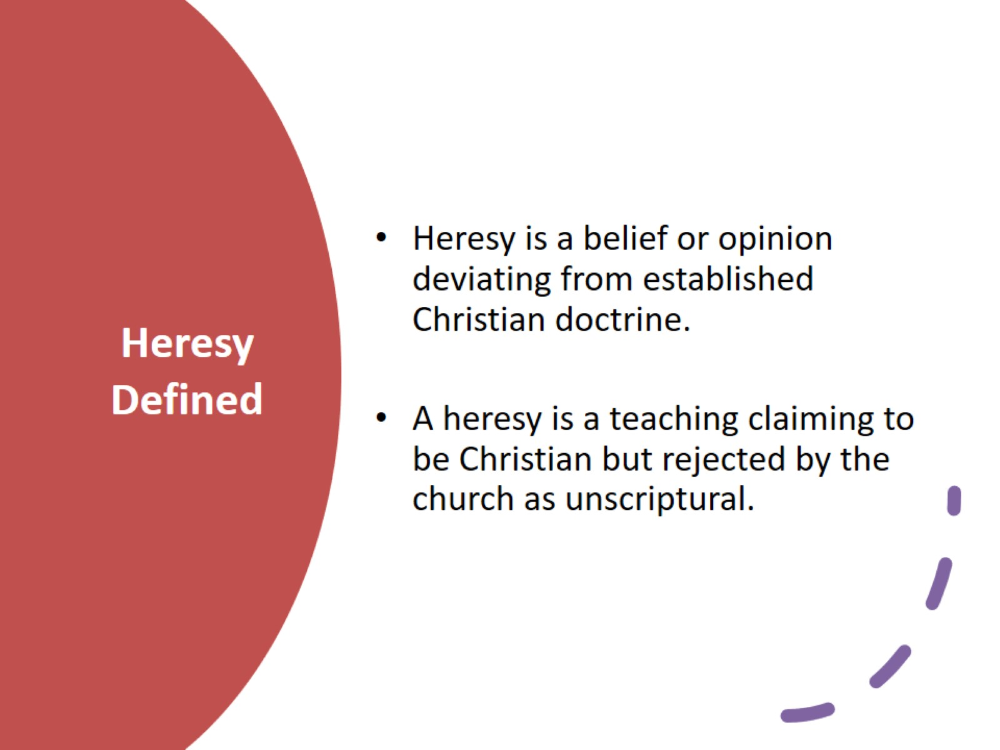 Heresy
Defined
• Heresy is a belief or opinion
deviating from established
Christian doctrine.
• A heresy is a teaching claiming to
be Christian but rejected by the
church as unscriptural.